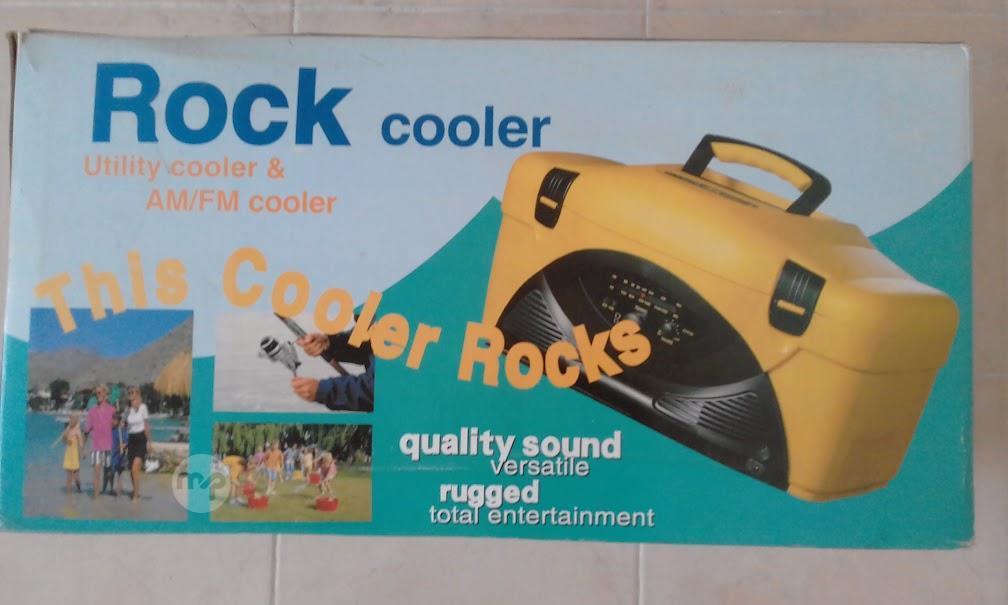 Rock cooler
Utility cooler &
AM/FM cooler
This Cooler Rocks
quality sound
versatile
rugged
total entertainment